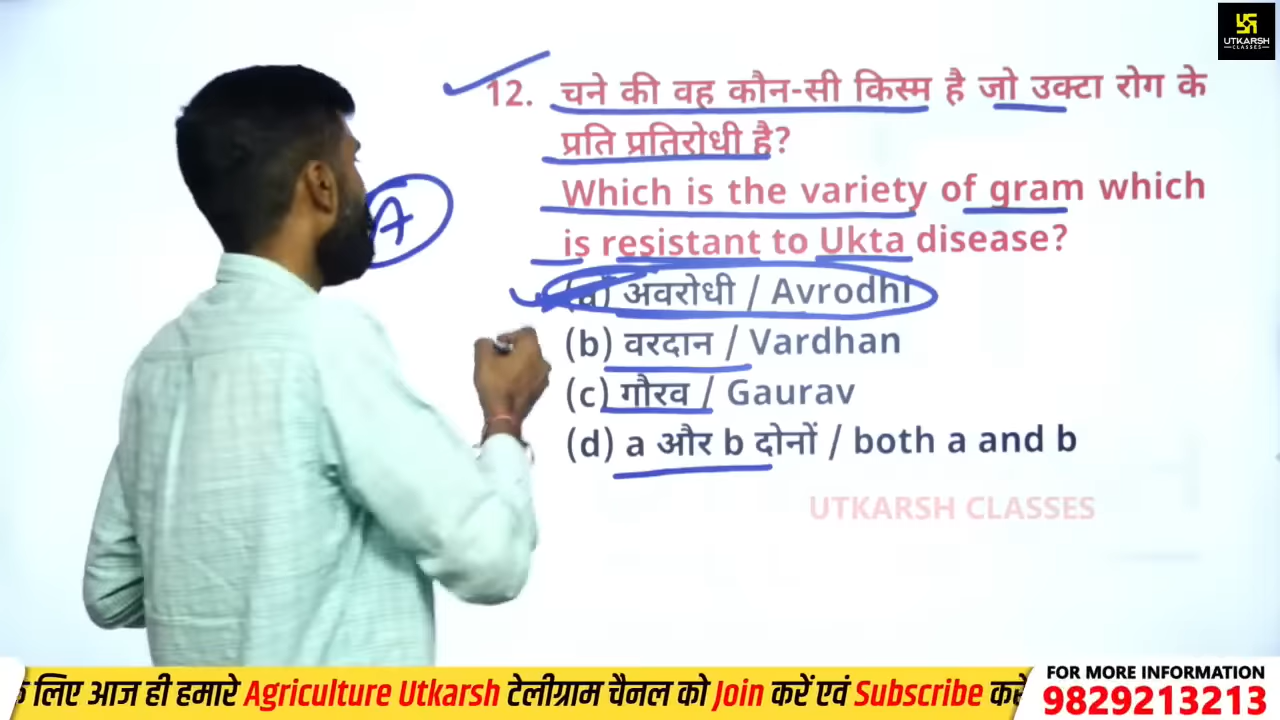 UTKARSH
CLASSES
12. चने की वह कौन-सी किस्म है जो उक्टा रोग के
प्रति प्रतिरोधी है?
Which is the variety of gram which
is resistant to Ukta disease?
A
(a) अवरोधी / Avrodhi
(b) वरदान / Vardhan
(c) गौरव / Gaurav
(d) a और b दोनों / both a and b
UTKARSH CLASSES
लिए आज ही हमारे Agriculture Utkarsh टेलीग्राम चैनल को Join करें एवं Subscribe करें
FOR MORE INFORMATION
9829213213